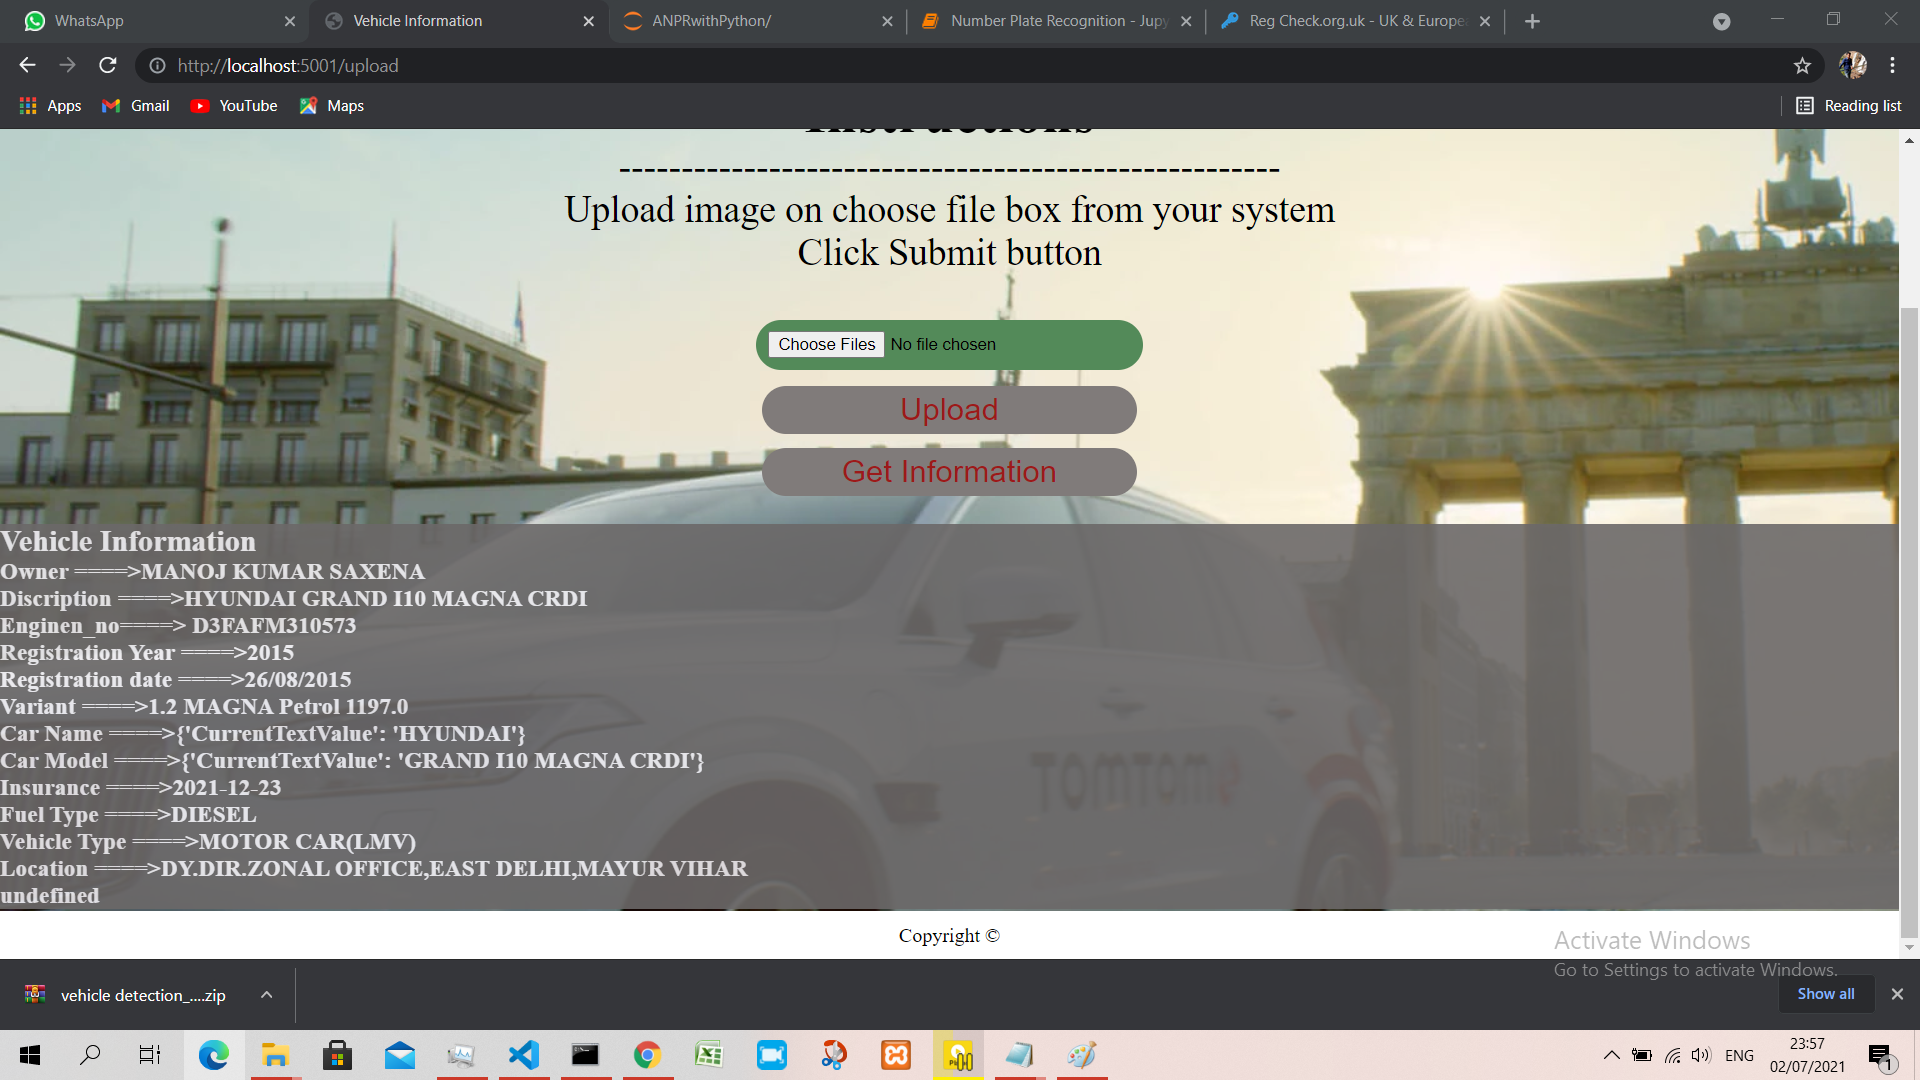 WhatsApp
Vehicle Information
ANPRwithPython/
Number Plate Recognition - Jupy
Reg Check.org.uk - UK & Europe
http://localhost:5001/upload
Apps
Gmail
YouTube
Maps
Reading list
Instructions
-----------------------------------------------------
Upload image on choose file box from your system
Click Submit button
Choose Files No file chosen
Upload
Get Information
Vehicle Information
Owner ====>MANOJ KUMAR SAXENA
Discription ====>HYUNDAI GRAND I10 MAGNA CRDI
Enginen_no====> D3FAFM310573
Registration Year ====>2015
Registration date ====>26/08/2015
Variant ====>1.2 MAGNA Petrol 1197.0
Car Name ====>{'CurrentTextValue': 'HYUNDAI'}
Car Model ====>{'CurrentTextValue': 'GRAND I10 MAGNA CRDI'}
Insurance ====>2021-12-23
Fuel Type ====>DIESEL
Vehicle Type ====>MOTOR CAR(LMV)
Location ====>DY.DIR.ZONAL OFFICE,EAST DELHI,MAYUR VIHAR
undefined
TOMTOM
Copyright ©
Activate Windows
Go to Settings to activate Windows.
vehicle detection_....zip
Show all
ENG
23:57
02/07/2021
1